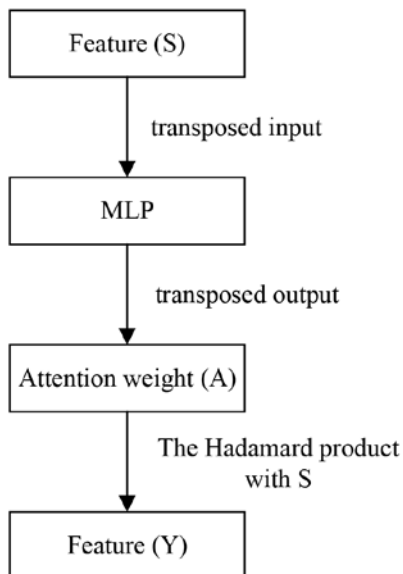 Feature (S)
transposed input
MLP
transposed output
Attention weight (A)
The Hadamard product
with S
Feature (Y)